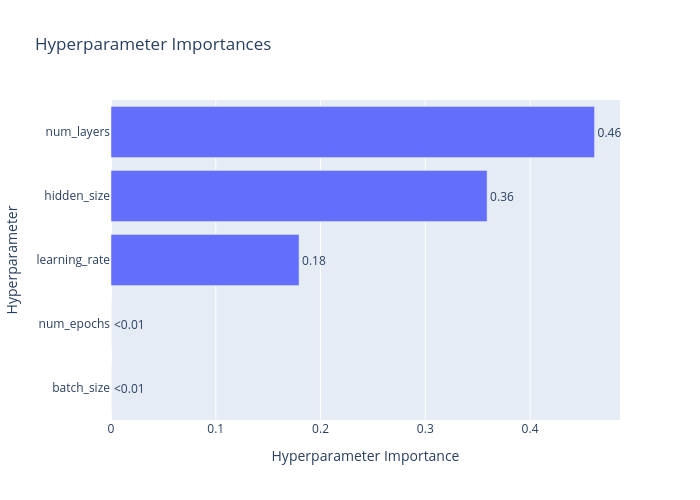 Hyperparameter Importances
num_layers
0.46
hidden_size
0.36
learning_rate
0.18
num_epochs
<0.01
batch_size
<0.01
0
0.1
0.2
0.3
0.4
Hyperparameter
Hyperparameter Importance